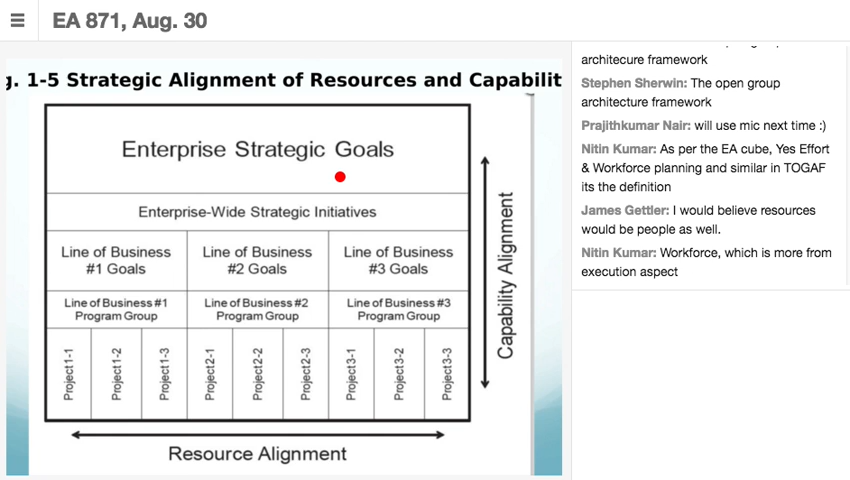 EA 871, Aug. 30
g. 1-5 Strategic Alignment of Resources and Capabilit
Enterprise Strategic Goals
Enterprise-Wide Strategic Initiatives
Line of Business
#1 Goals
Line of Business
#2 Goals
Line of Business
#3 Goals
Line of Business #1
Program Group
Line of Business #2
Program Group
Line of Business #3
Program Group
Project1-1
Project1-2
Project1-3
Project2-1
Project2-2
Project2-3
Project3-1
Project3-2
Project3-3
Capability Alignment
Resource Alignment
architecure framework
Stephen Sherwin: The open group
architecture framework
Prajithkumar Nair: will use mic next time :)
Nitin Kumar: As per the EA cube, Yes Effort
& Workforce planning and similar in TOGAF
its the definition
James Gettler: I would believe resources
would be people as well.
Nitin Kumar: Workforce, which is more from
execution aspect